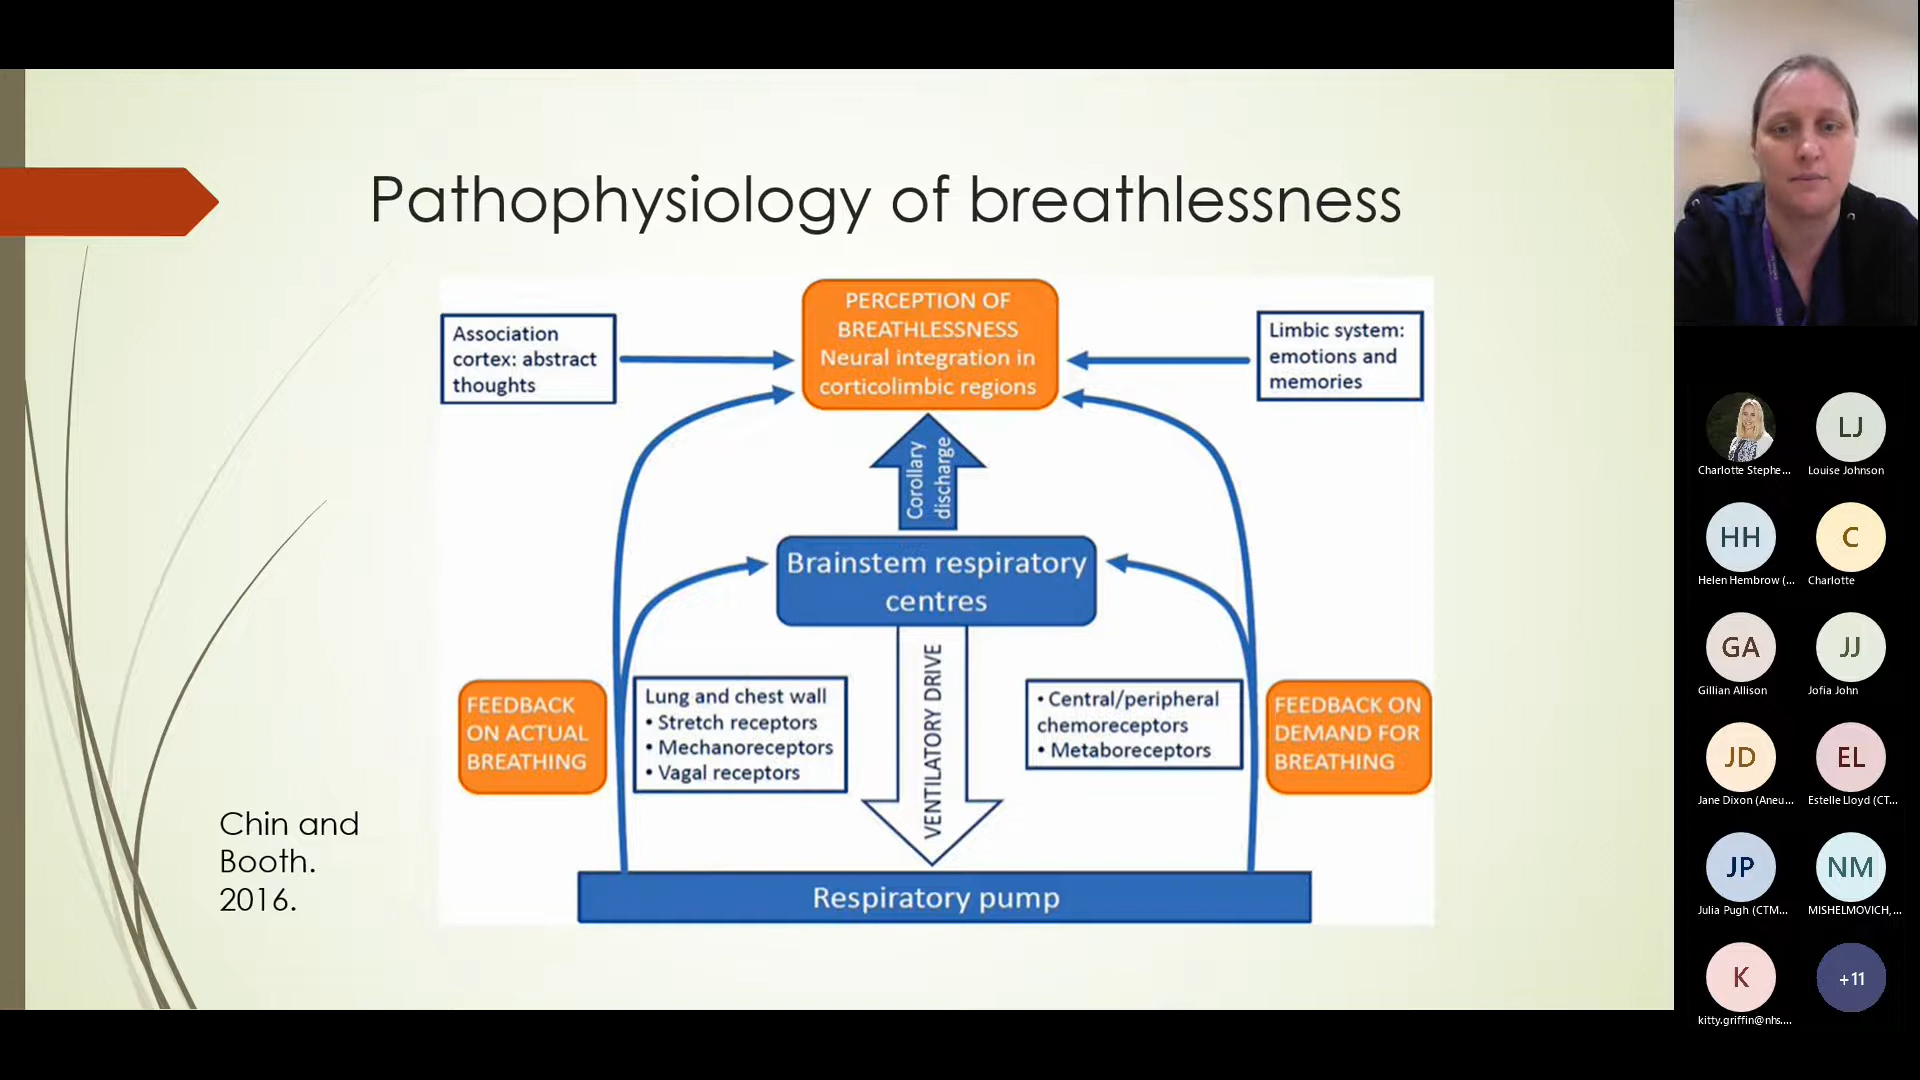 Pathophysiology of breathlessness
Association
cortex: abstract
thoughts
PERCEPTION OF
BREATHLESSNESS
Neural integration in
corticolimbic regions
Limbic system:
emotions and
memories
Corollary
discharge
Brainstem respiratory
centres
FEEDBACK
ON ACTUAL
BREATHING
Lung and chest wall
• Stretch receptors
• Mechanoreceptors
• Vagal receptors
VENTILATORY DRIVE
• Central/peripheral
chemoreceptors
• Metaboreceptors
FEEDBACK ON
DEMAND FOR
BREATHING
Respiratory pump
Chin and
Booth.
2016.
Charlotte Stephe...
LJ
Louise Johnson
HH
Helen Hembrow (...
C
Charlotte
GA
Gillian Allison
JJ
Jofia John
JD
Jane Dixon (Aneu...
EL
Estelle Lloyd (CT...
JP
Julia Pugh (CTM...
NM
MISHELMOVICH,...
K
kitty.griffin@nhs....
+11